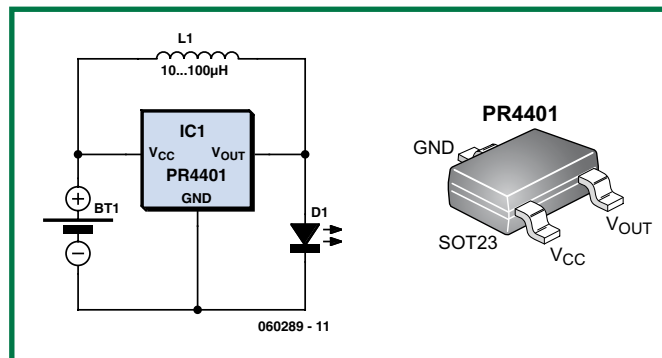 L1
10...100µH
IC1
VCC VOUT
PR4401
GND
BT1
D1
060289 - 11
PR4401
GND
SOT23
VCC
VOUT